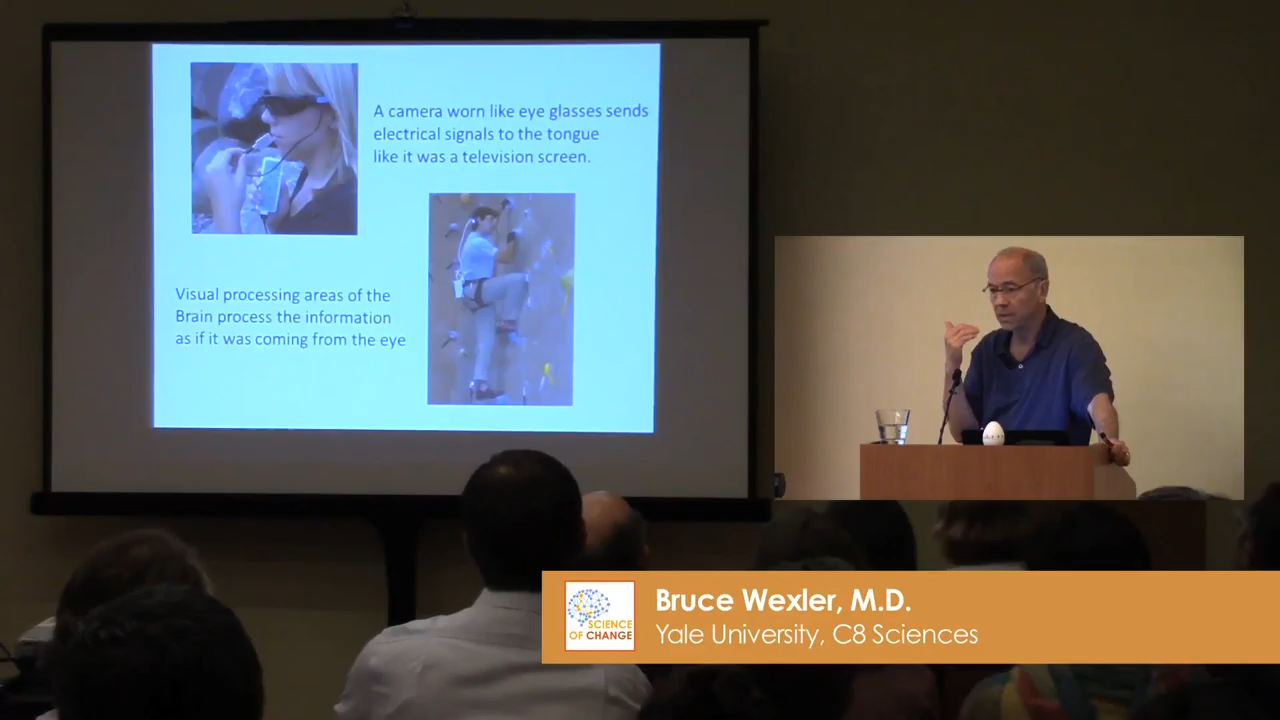 A camera worn like eye glasses sends
electrical signals to the tongue
like it was a television screen.
Visual processing areas of the
Brain process the information
as if it was coming from the eye
Bruce Wexler, M.D.
Yale University, C8 Sciences
SCIENCE
OF CHANGE